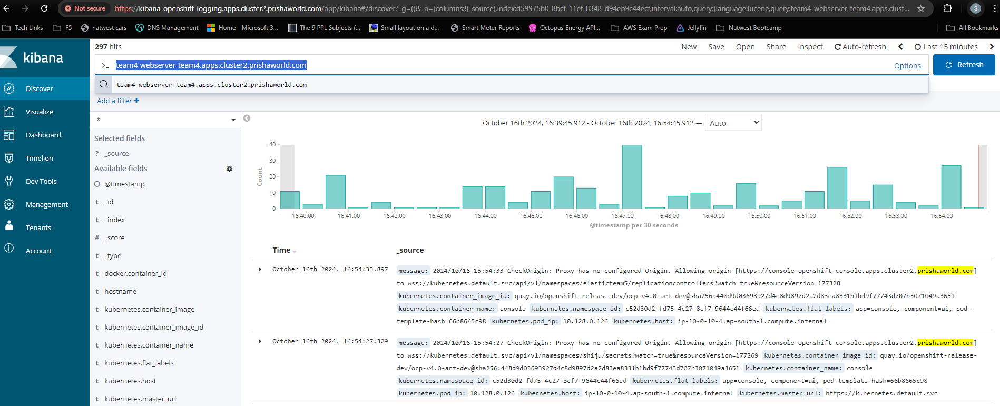 Not secure https://kibana-openshift-logging.apps.cluster2.prishaworld.com/app/kibana#/discover?_g=()&_a=(columns:!(_source),index:d59975b0-8bcf-11ef-8348-d94eb9c44ecf,interval:auto,query:(language:lucene,query:team4-webserver-team4.apps.clust... S
Tech Links F5 natwest cars DNS Management Home - Microsoft 3... The 9 PPL Subjects (... Small layout on a d... Smart Meter Reports Octopus Energy API... AWS Exam Prep Jellyfin Natwest Bootcamp All Bookmarks
kibana
Discover
Visualize
Dashboard
Timelion
Dev Tools
Management
Tenants
Account
297 hits
New Save Open Share Inspect Auto-refresh Last 15 minutes
>_ team4-webserver-team4.apps.cluster2.prishaworld.com Options Refresh
team4-webserver-team4.apps.cluster2.prishaworld.com
Add a filter +
*
Selected fields
? _source
Available fields
@timestamp
t _id
t _index
# _score
t _type
t docker.container_id
t hostname
t kubernetes.container_image
t kubernetes.container_image_id
t kubernetes.container_name
t kubernetes.flat_labels
t kubernetes.host
t kubernetes.master_url
October 16th 2024, 16:39:45.912 - October 16th 2024, 16:54:45.912 — Auto
40
30
20
10
0
Count
16:40:00 16:41:00 16:42:00 16:43:00 16:44:00 16:45:00 16:46:00 16:47:00 16:48:00 16:49:00 16:50:00 16:51:00 16:52:00 16:53:00 16:54:00
@timestamp per 30 seconds
Time _source
October 16th 2024, 16:54:33.897 message: 2024/10/16 15:54:33 CheckOrigin: Proxy has no configured Origin. Allowing origin [https://console-openshift-console.apps.cluster2.prishaworld.com]
to wss://kubernetes.default.svc/api/v1/namespaces/elasticteam5/replicationcontrollers?watch=true&resourceVersion=177328
kubernetes.container_image_id: quay.io/openshift-release-dev/ocp-v4.0-art-dev@sha256:448d9d03693927d4c8d9897d2a2d83ea8331b1bd9f77743d707b3071049a3651
kubernetes.container_name: console kubernetes.namespace_id: c52d30d2-fd75-4c27-8cf7-9644c44f66ed kubernetes.flat_labels: app=console, component=ui, pod-
template-hash=66b8665c98 kubernetes.pod_ip: 10.128.0.126 kubernetes.host: ip-10-0-10-4.ap-south-1.compute.internal
October 16th 2024, 16:54:27.329 message: 2024/10/16 15:54:27 CheckOrigin: Proxy has no configured Origin. Allowing origin [https://console-openshift-console.apps.cluster2.prishaworld.com]
to wss://kubernetes.default.svc/api/v1/namespaces/shiju/secrets?watch=true&resourceVersion=177269 kubernetes.container_image_id: quay.io/openshift-release-
dev/ocp-v4.0-art-dev@sha256:448d9d03693927d4c8d9897d2a2d83ea8331b1bd9f77743d707b3071049a3651 kubernetes.container_name: console
kubernetes.namespace_id: c52d30d2-fd75-4c27-8cf7-9644c44f66ed kubernetes.flat_labels: app=console, component=ui, pod-template-hash=66b8665c98
kubernetes.pod_ip: 10.128.0.126 kubernetes.host: ip-10-0-10-4.ap-south-1.compute.internal kubernetes.master_url: https://kubernetes.default.svc